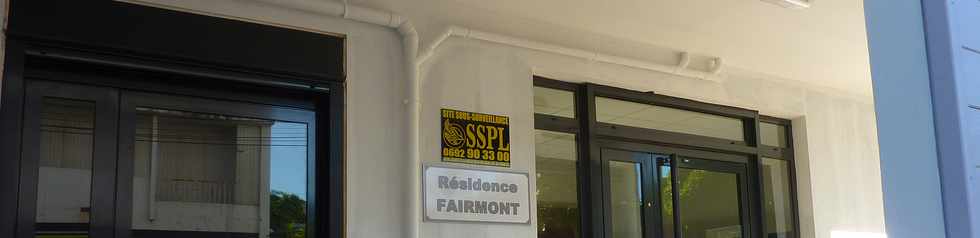 SITE SOUS-SURVEILLANCE
SSPL
0692 90 33 00
Résidence
FAIRMONT